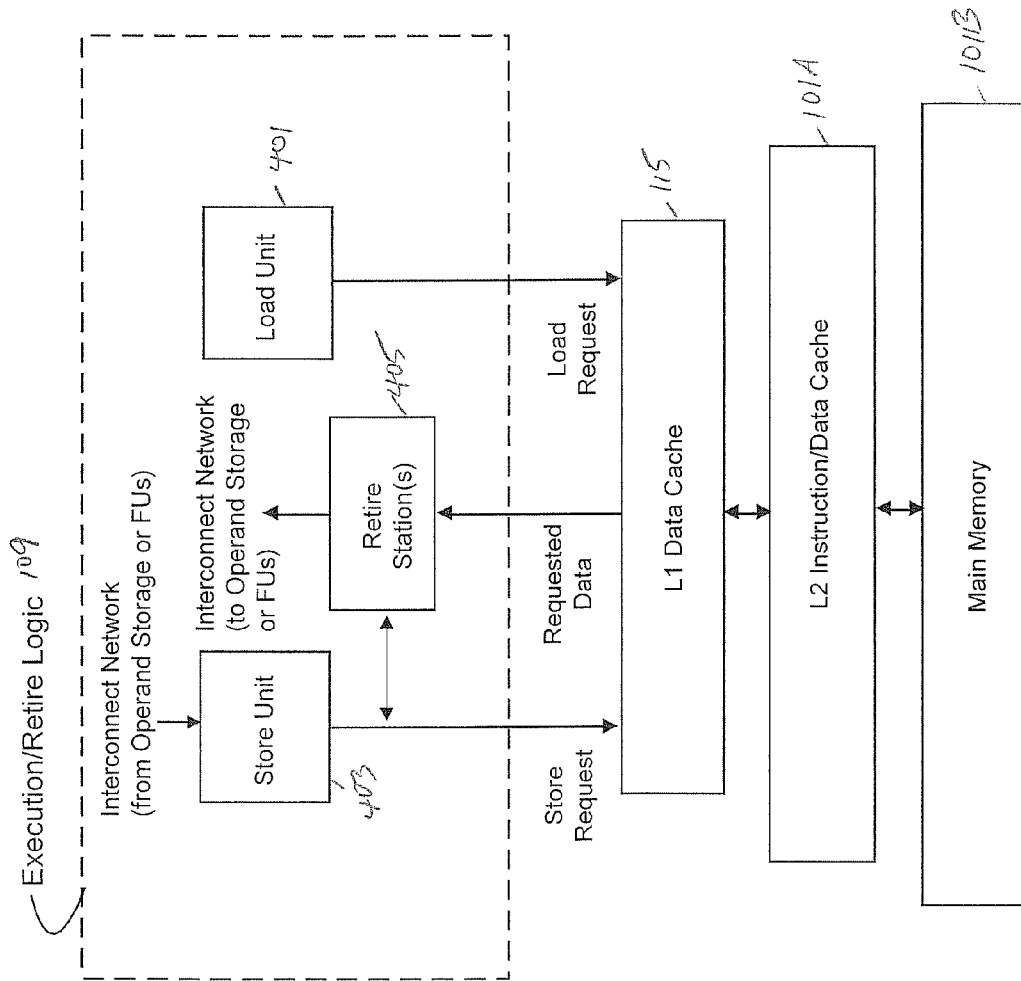 Execution/Retire Logic 109
Interconnect Network
(from Operand Storage or FUs)
Store Unit
403
Interconnect Network
(to Operand Storage
or FUs)
Retire
Station(s)
405
Load Unit
401
Store
Request
Requested
Data
Load
Request
L1 Data Cache
115
L2 Instruction/Data Cache
101A
Main Memory
101B